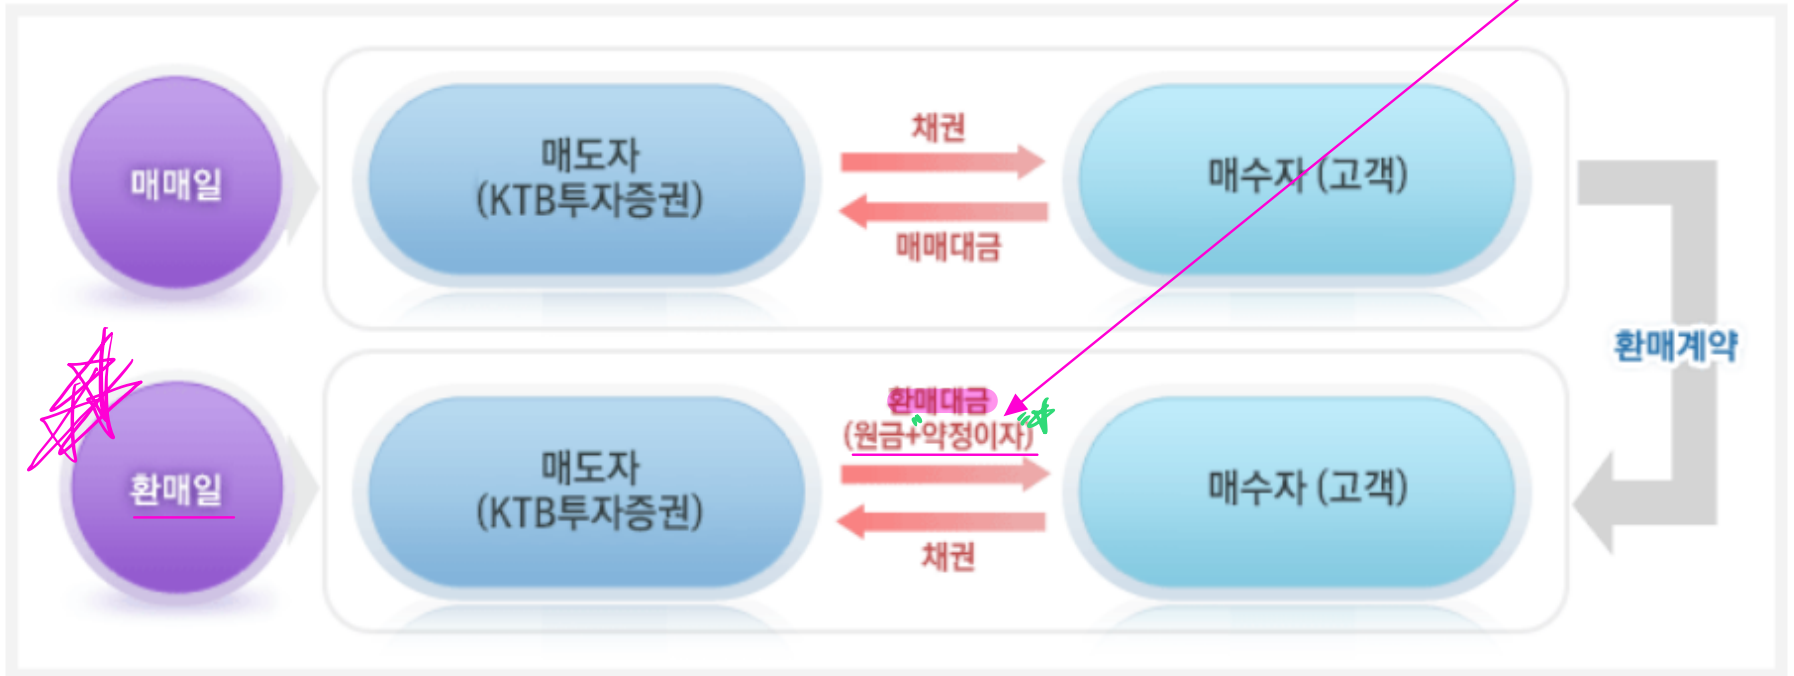 매매일
매도자
(KTB투자증권)
채권
매매대금
매수자 (고객)
환매계약
환매일
매도자
(KTB투자증권)
환매대금
(원금+약정이자)
채권
매수자 (고객)